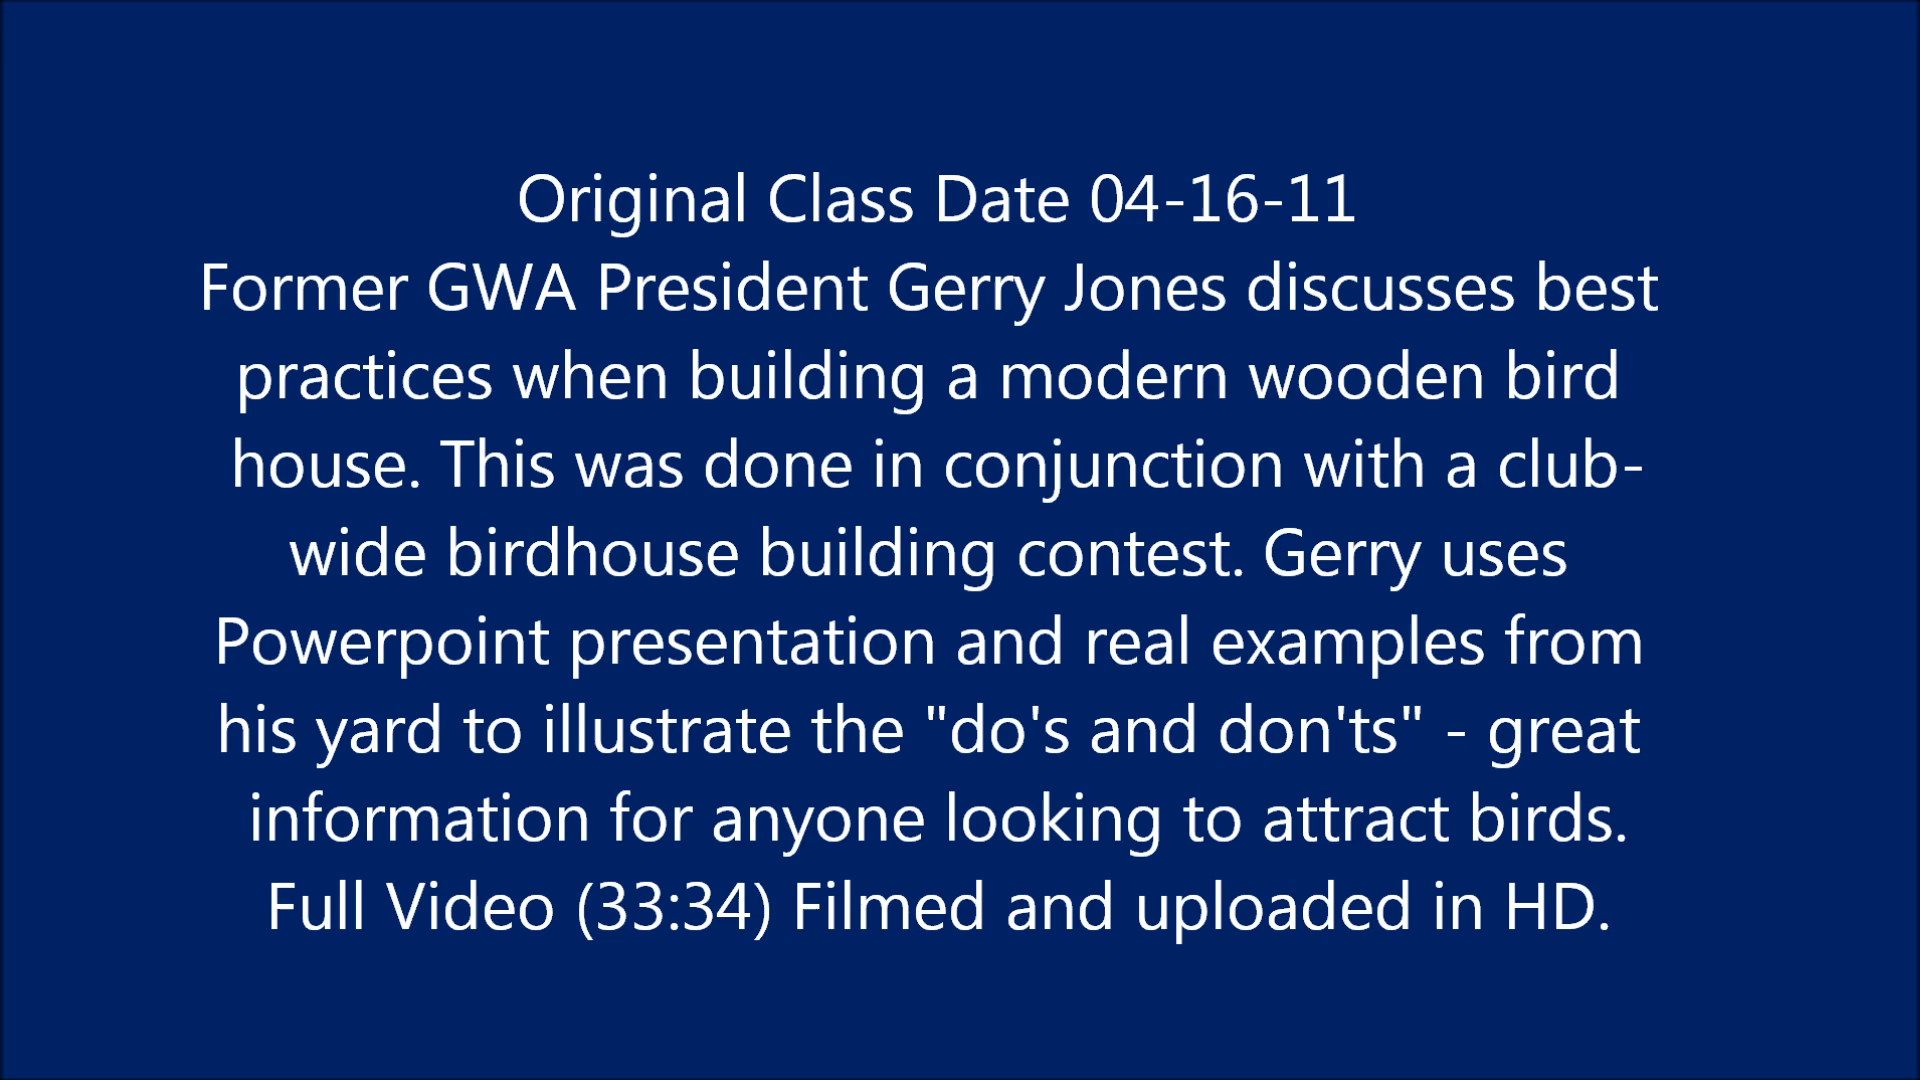 Original Class Date 04-16-11
Former GWA President Gerry Jones discusses best
practices when building a modern wooden bird
house. This was done in conjunction with a club-
wide birdhouse building contest. Gerry uses
Powerpoint presentation and real examples from
his yard to illustrate the "do's and don'ts" - great
information for anyone looking to attract birds.
Full Video (33:34) Filmed and uploaded in HD.